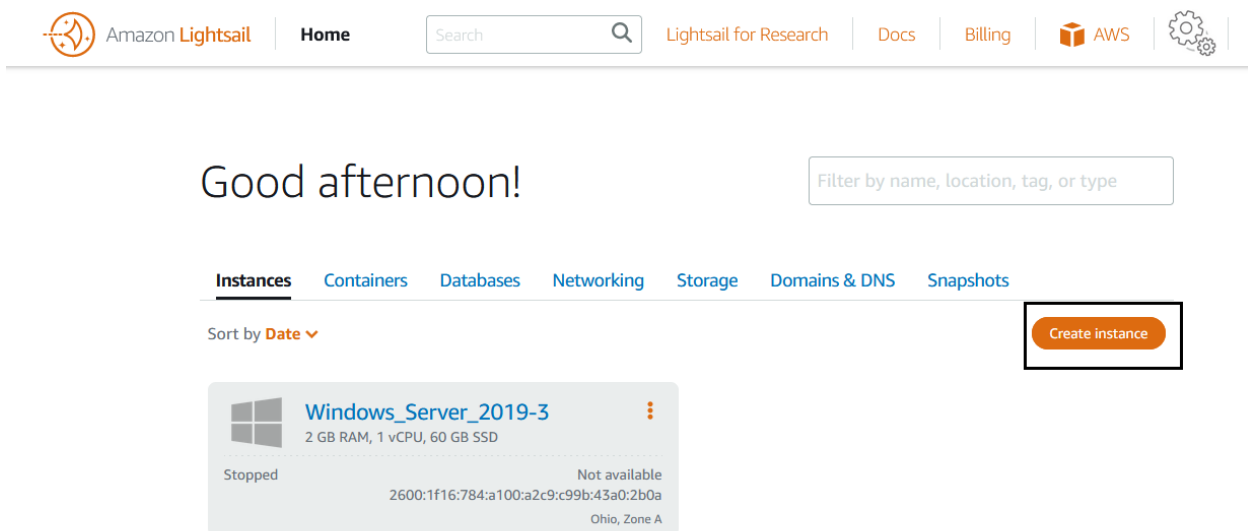 Amazon Lightsail Home Search Lightsail for Research Docs Billing AWS
Good afternoon!
Filter by name, location, tag, or type
Instances Containers Databases Networking Storage Domains & DNS Snapshots
Sort by Date
Create instance
Windows_Server_2019-3
2 GB RAM, 1 vCPU, 60 GB SSD
Stopped Not available
2600:1f16:784:a100:a2c9:c99b:43a0:2b0a
Ohio, Zone A